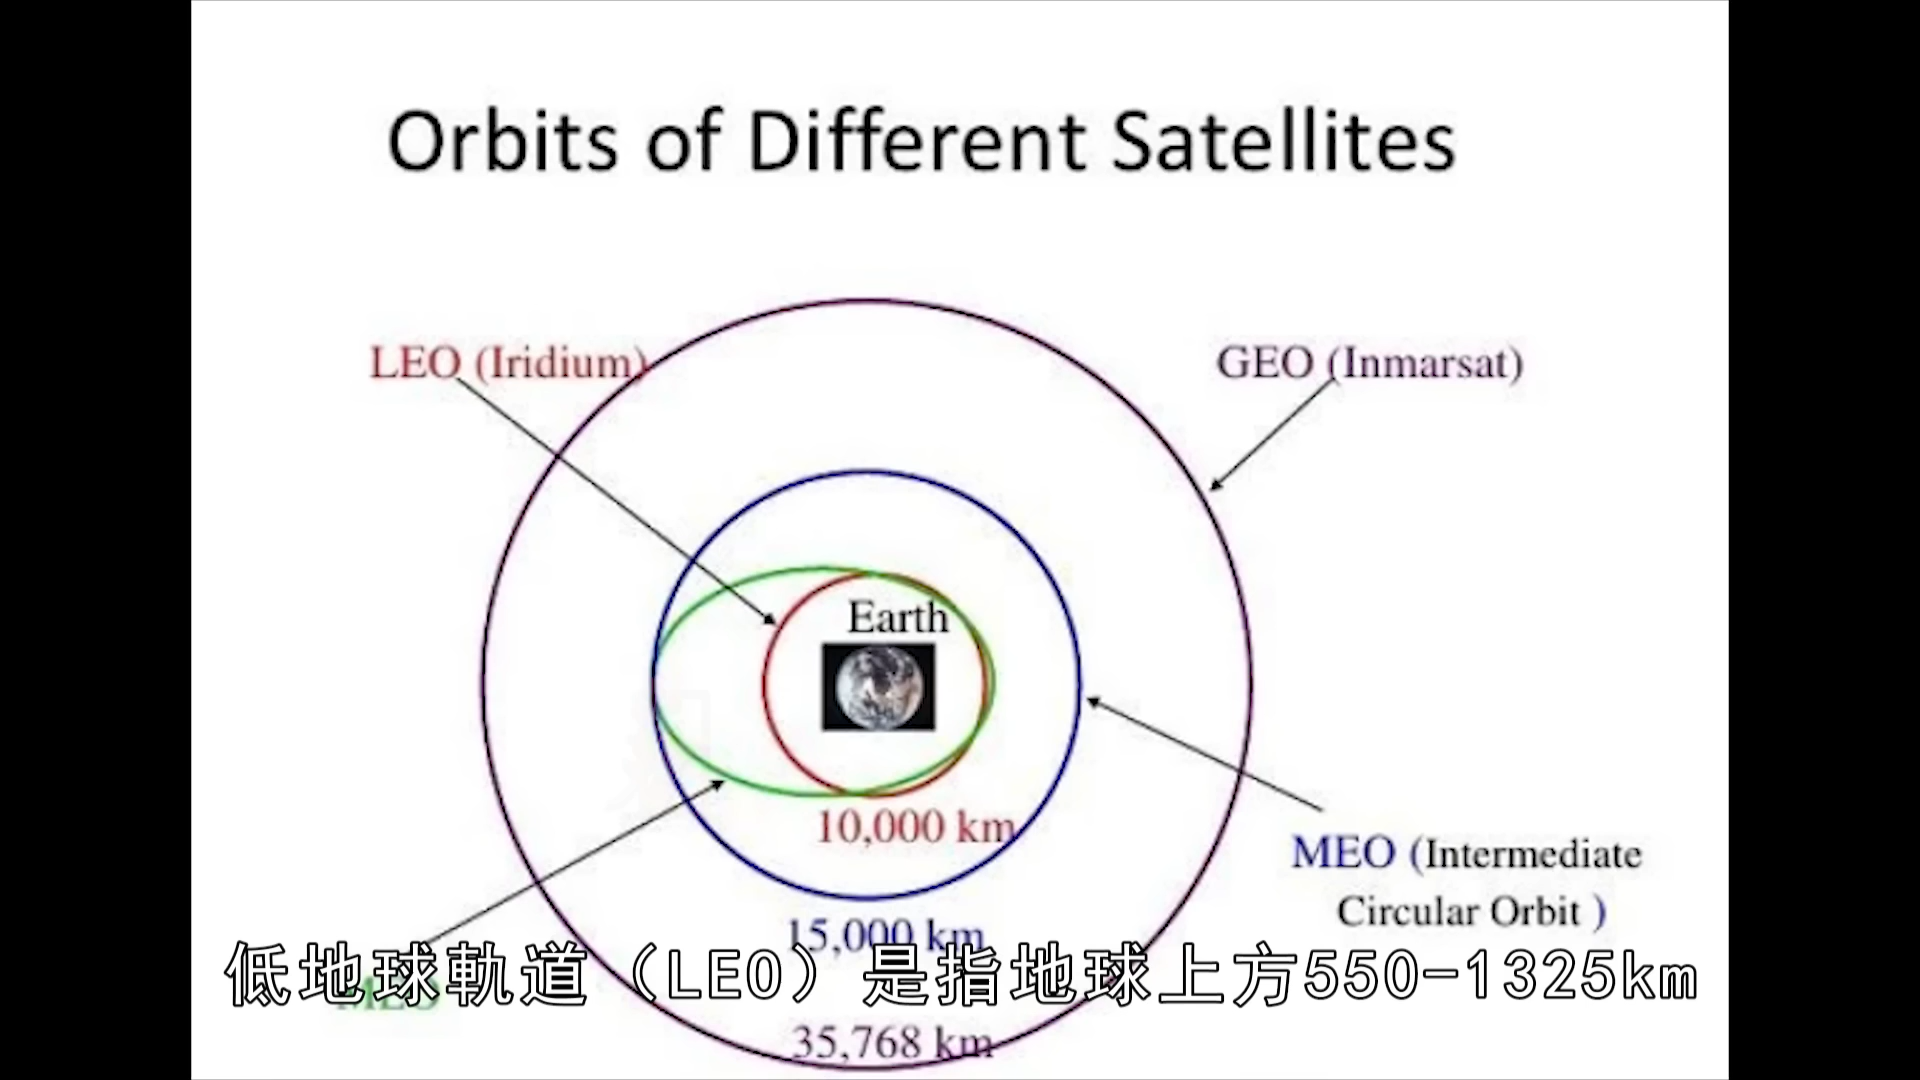 Orbits of Different Satellites
LEO (Iridium)
GEO (Inmarsat)
Earth
10,000 km
MEO (Intermediate
Circular Orbit )
15,000 km
低地球軌道（LEO）是指地球上方550-1325km
MEO
35,768 km